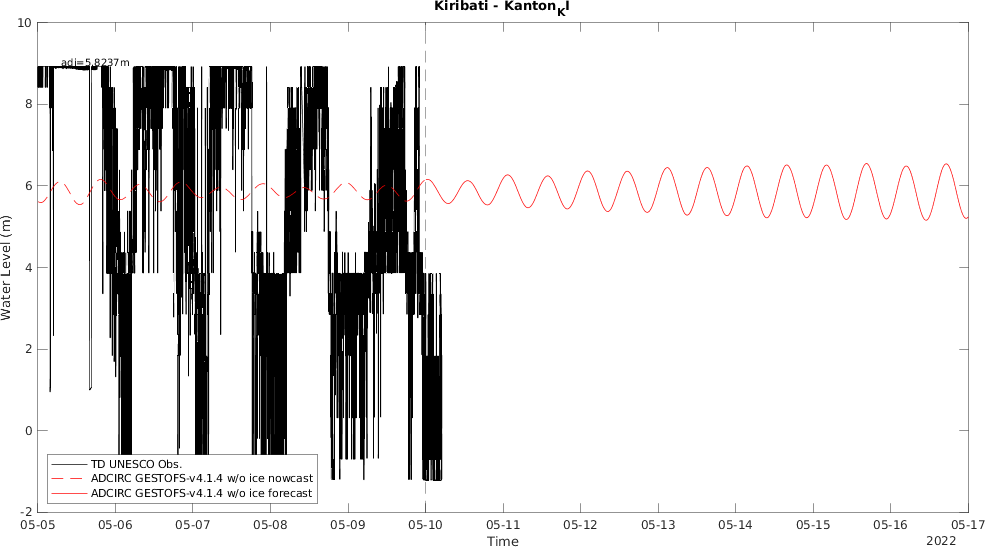 Kiribati - Kanton_KI
adj=5.8237m
10
8
6
4
2
0
-2
Water Level (m)
TD UNESCO Obs.
ADCIRC GESTOFS-v4.1.4 w/o ice nowcast
ADCIRC GESTOFS-v4.1.4 w/o ice forecast
05-05 05-06 05-07 05-08 05-09 05-10 05-11 05-12 05-13 05-14 05-15 05-16 05-17
Time
2022